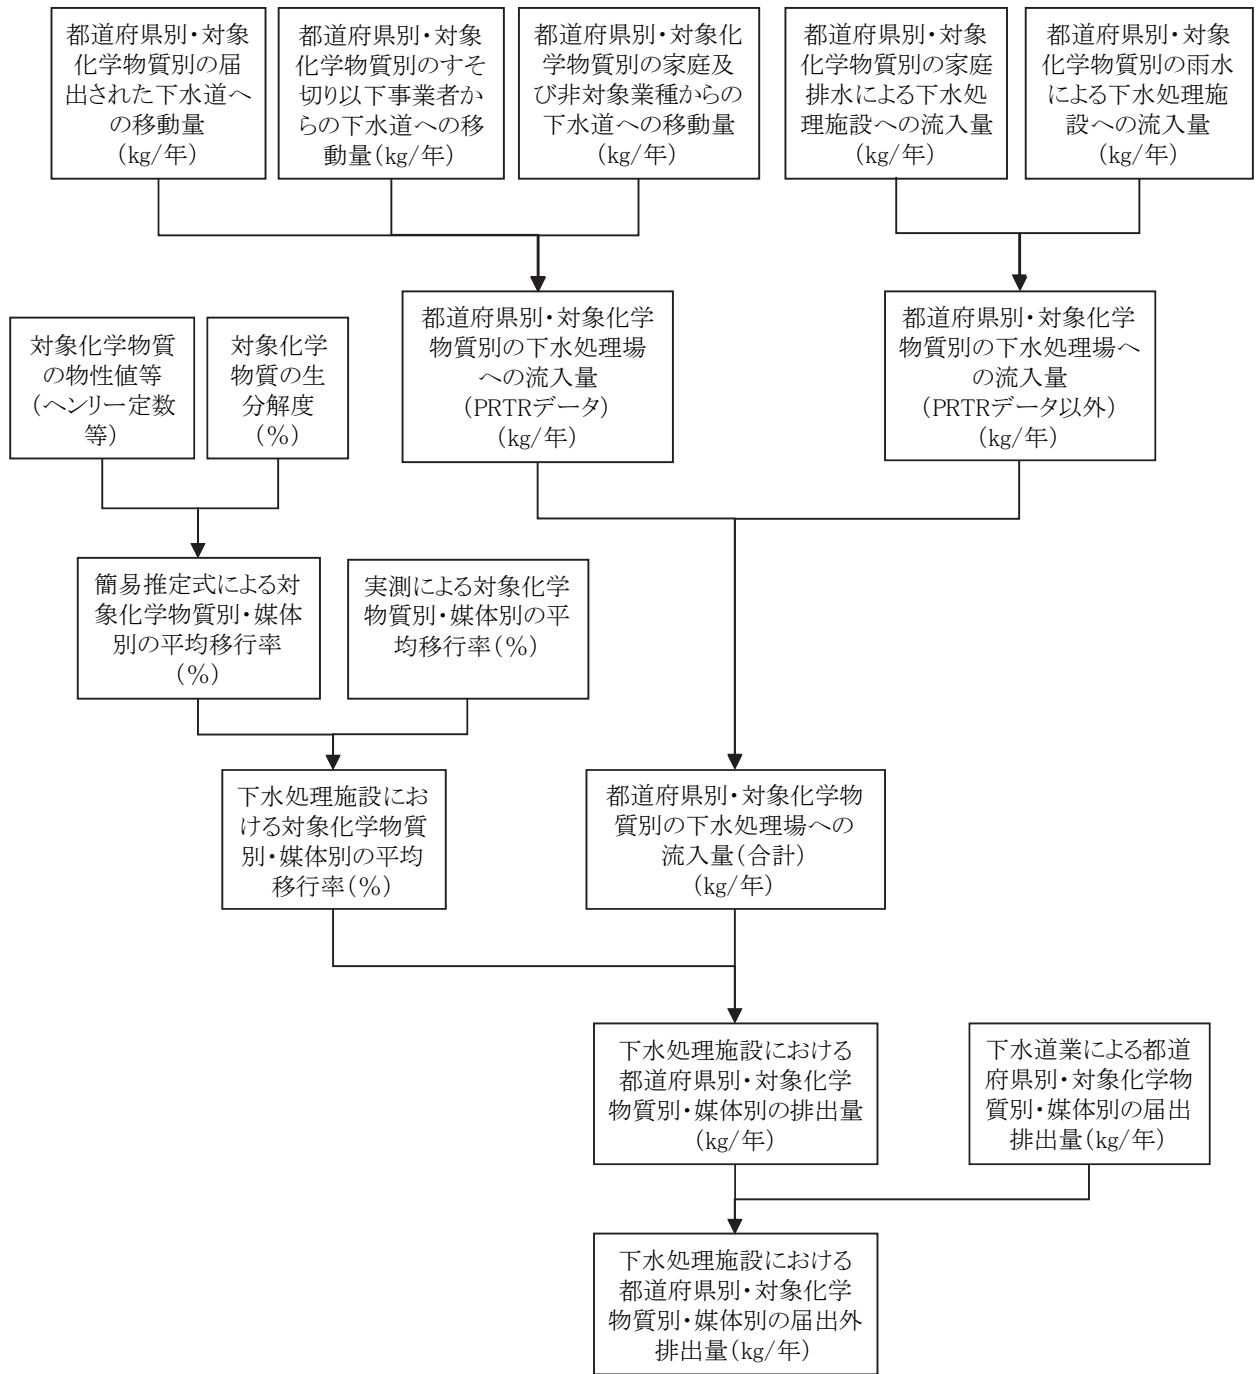 都道府県別・対象
化学物質別の届
出された下水道へ
の移動量
(kg/年)
都道府県別・対象
化学物質別のすそ
切り以下事業者か
らの下水道への移
動量(kg/年)
都道府県別・対象化
学物質別の家庭及
び非対象業種からの
下水道への移動量
(kg/年)
都道府県別・対象
化学物質別の家庭
排水による下水処
理施設への流入量
(kg/年)
都道府県別・対象
化学物質別の雨水
による下水処理施
設への流入量
(kg/年)
対象化学物質
の物性値等
(ヘンリー定数
等)
対象化学
物質の生
分解度
(%)
都道府県別・対象化学
物質別の下水処理場
への流入量
(PRTRデータ)
(kg/年)
都道府県別・対象化学
物質別の下水処理場へ
の流入量
(PRTRデータ以外)
(kg/年)
簡易推定式による対
象化学物質別・媒体
別の平均移行率
(%)
実測による対象化学
物質別・媒体別の平
均移行率(%)
下水処理施設にお
ける対象化学物質
別・媒体別の平均
移行率(%)
都道府県別・対象化学物
質別の下水処理場への
流入量(合計)
(kg/年)
下水処理施設における
都道府県別・対象化学
物質別・媒体別の排出量
(kg/年)
下水道業による都道
府県別・対象化学物
質別・媒体別の届出
排出量(kg/年)
下水処理施設における
都道府県別・対象化学
物質別・媒体別の届出外
排出量(kg/年)